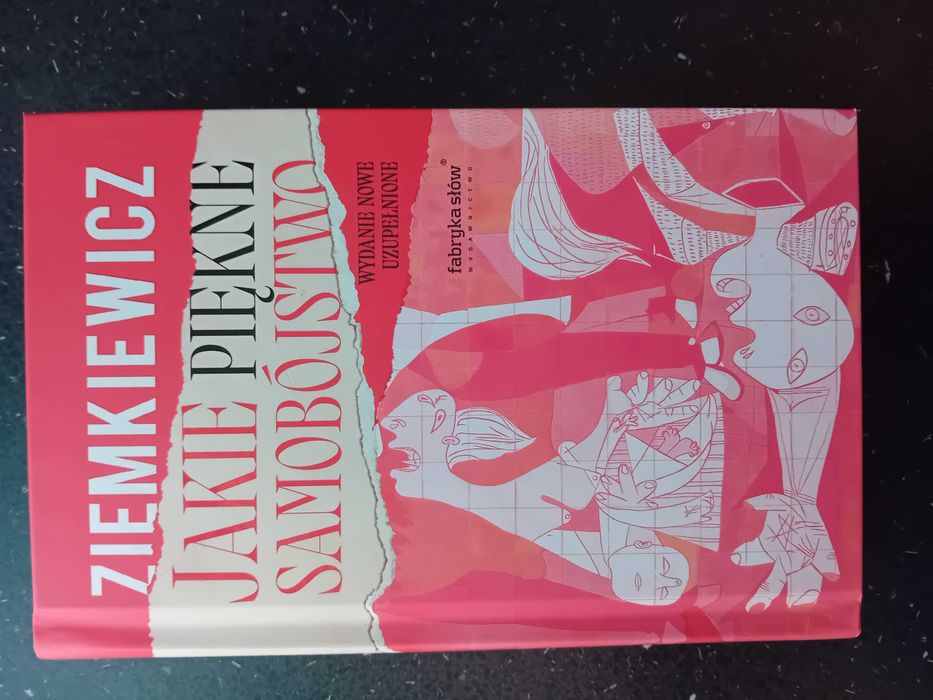 ZIEMKIEWICZ
JAKIE PIĘKNE
SAMOBÓJSTWO
WYDANIE NOWE
UZUPEŁNIONE
fabryka słów®
WYDAWNICTWO